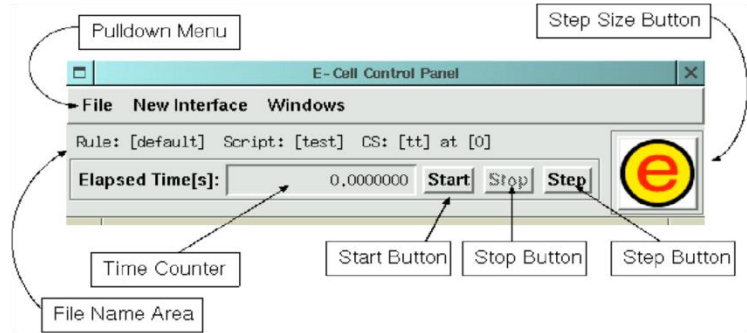 Step Size Button
Pulldown Menu
E-Cell Control Panel
File New Interface Windows
Rule: [default] Script: [test] CS: [tt] at [0]
Elapsed Time[s]: 0.0000000 Start Stop Step
e
Time Counter
Start Button
Stop Button
Step Button
File Name Area